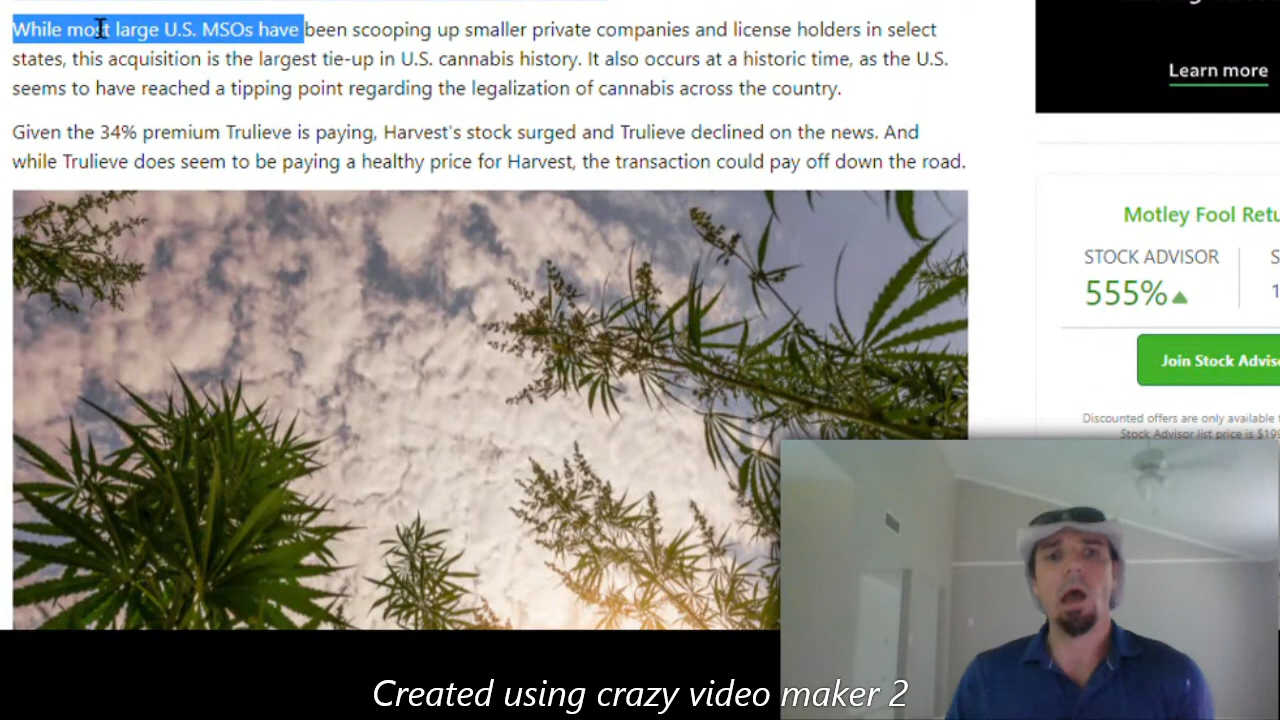 While most large U.S. MSOs have been scooping up smaller private companies and license holders in select
states, this acquisition is the largest tie-up in U.S. cannabis history. It also occurs at a historic time, as the U.S.
seems to have reached a tipping point regarding the legalization of cannabis across the country.
Given the 34% premium Trulieve is paying, Harvest's stock surged and Trulieve declined on the news. And
while Trulieve does seem to be paying a healthy price for Harvest, the transaction could pay off down the road.
Learn more
Motley Fool Retu
STOCK ADVISOR S
555% 1
Join Stock Advis
Discounted offers are only available
Stock Advisor list price is $199
Created using crazy video maker 2